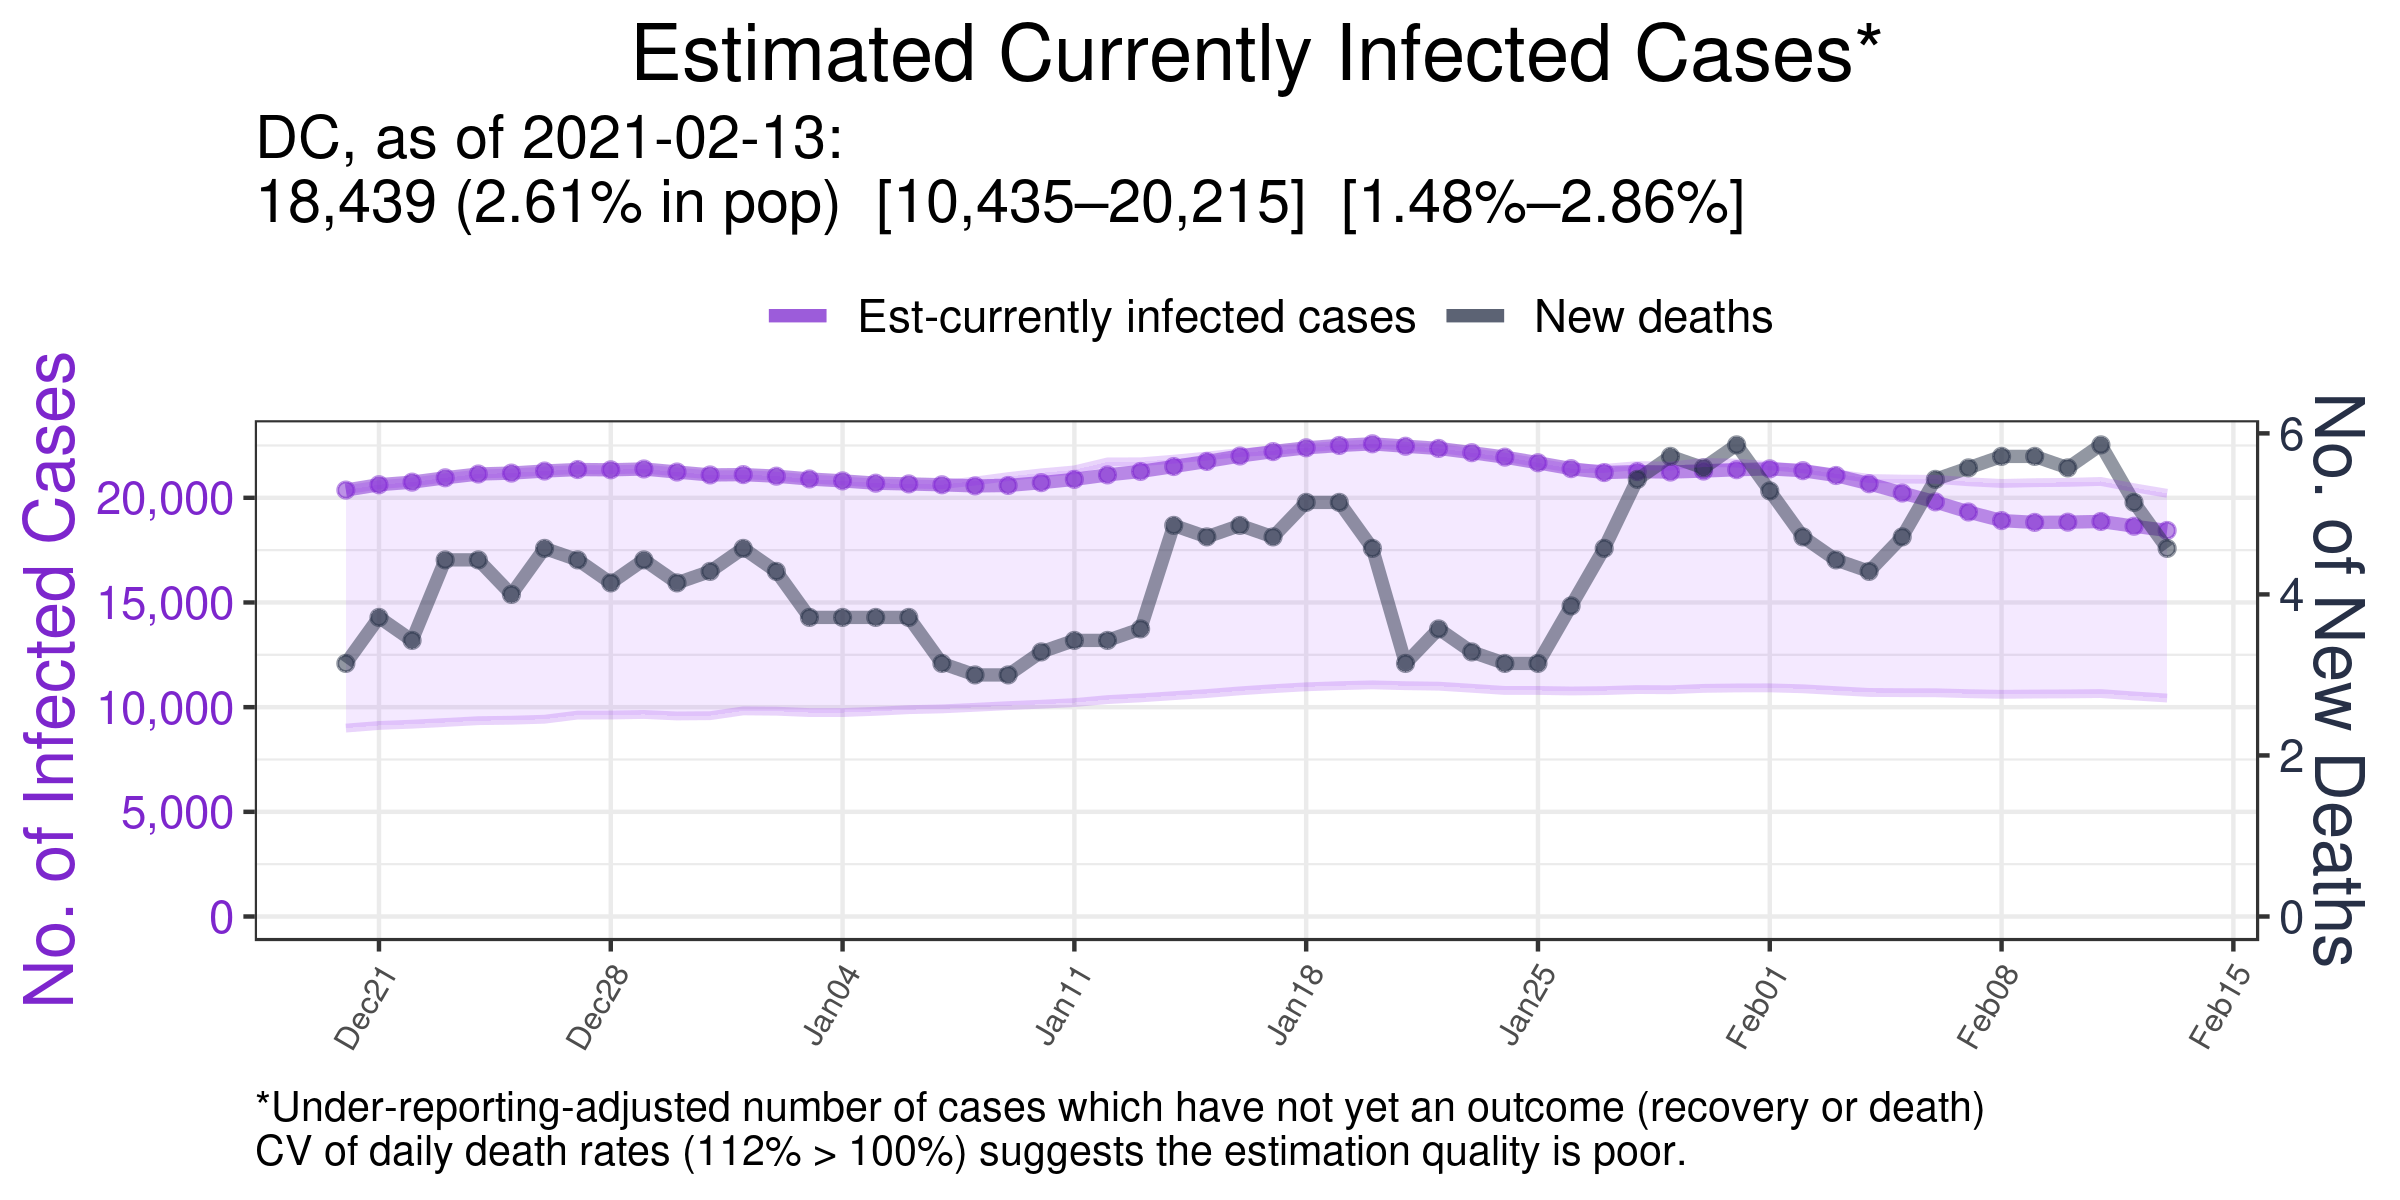 Estimated Currently Infected Cases*
DC, as of 2021-02-13:
18,439 (2.61% in pop)  [10,435–20,215]  [1.48%–2.86%]
Est-currently infected cases
New deaths
No. of Infected Cases
20,000
15,000
10,000
5,000
0
6
4
2
0
No. of New Deaths
Dec21
Dec28
Jan04
Jan11
Jan18
Jan25
Feb01
Feb08
Feb15
*Under-reporting-adjusted number of cases which have not yet an outcome (recovery or death)
CV of daily death rates (112% > 100%) suggests the estimation quality is poor.